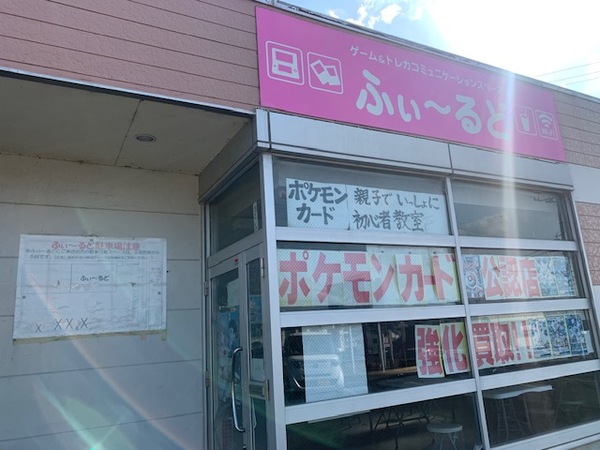 ゲーム&トレカコミュニケーションスペース
ふぃ〜るど
Wi-Fi
ポケモン
カード
親子でいっしょに
初心者教室
ポケモンカード
公認店
強化
買取!!
ふぃ〜るど駐車場注意
ふぃ〜るど
x xx.x